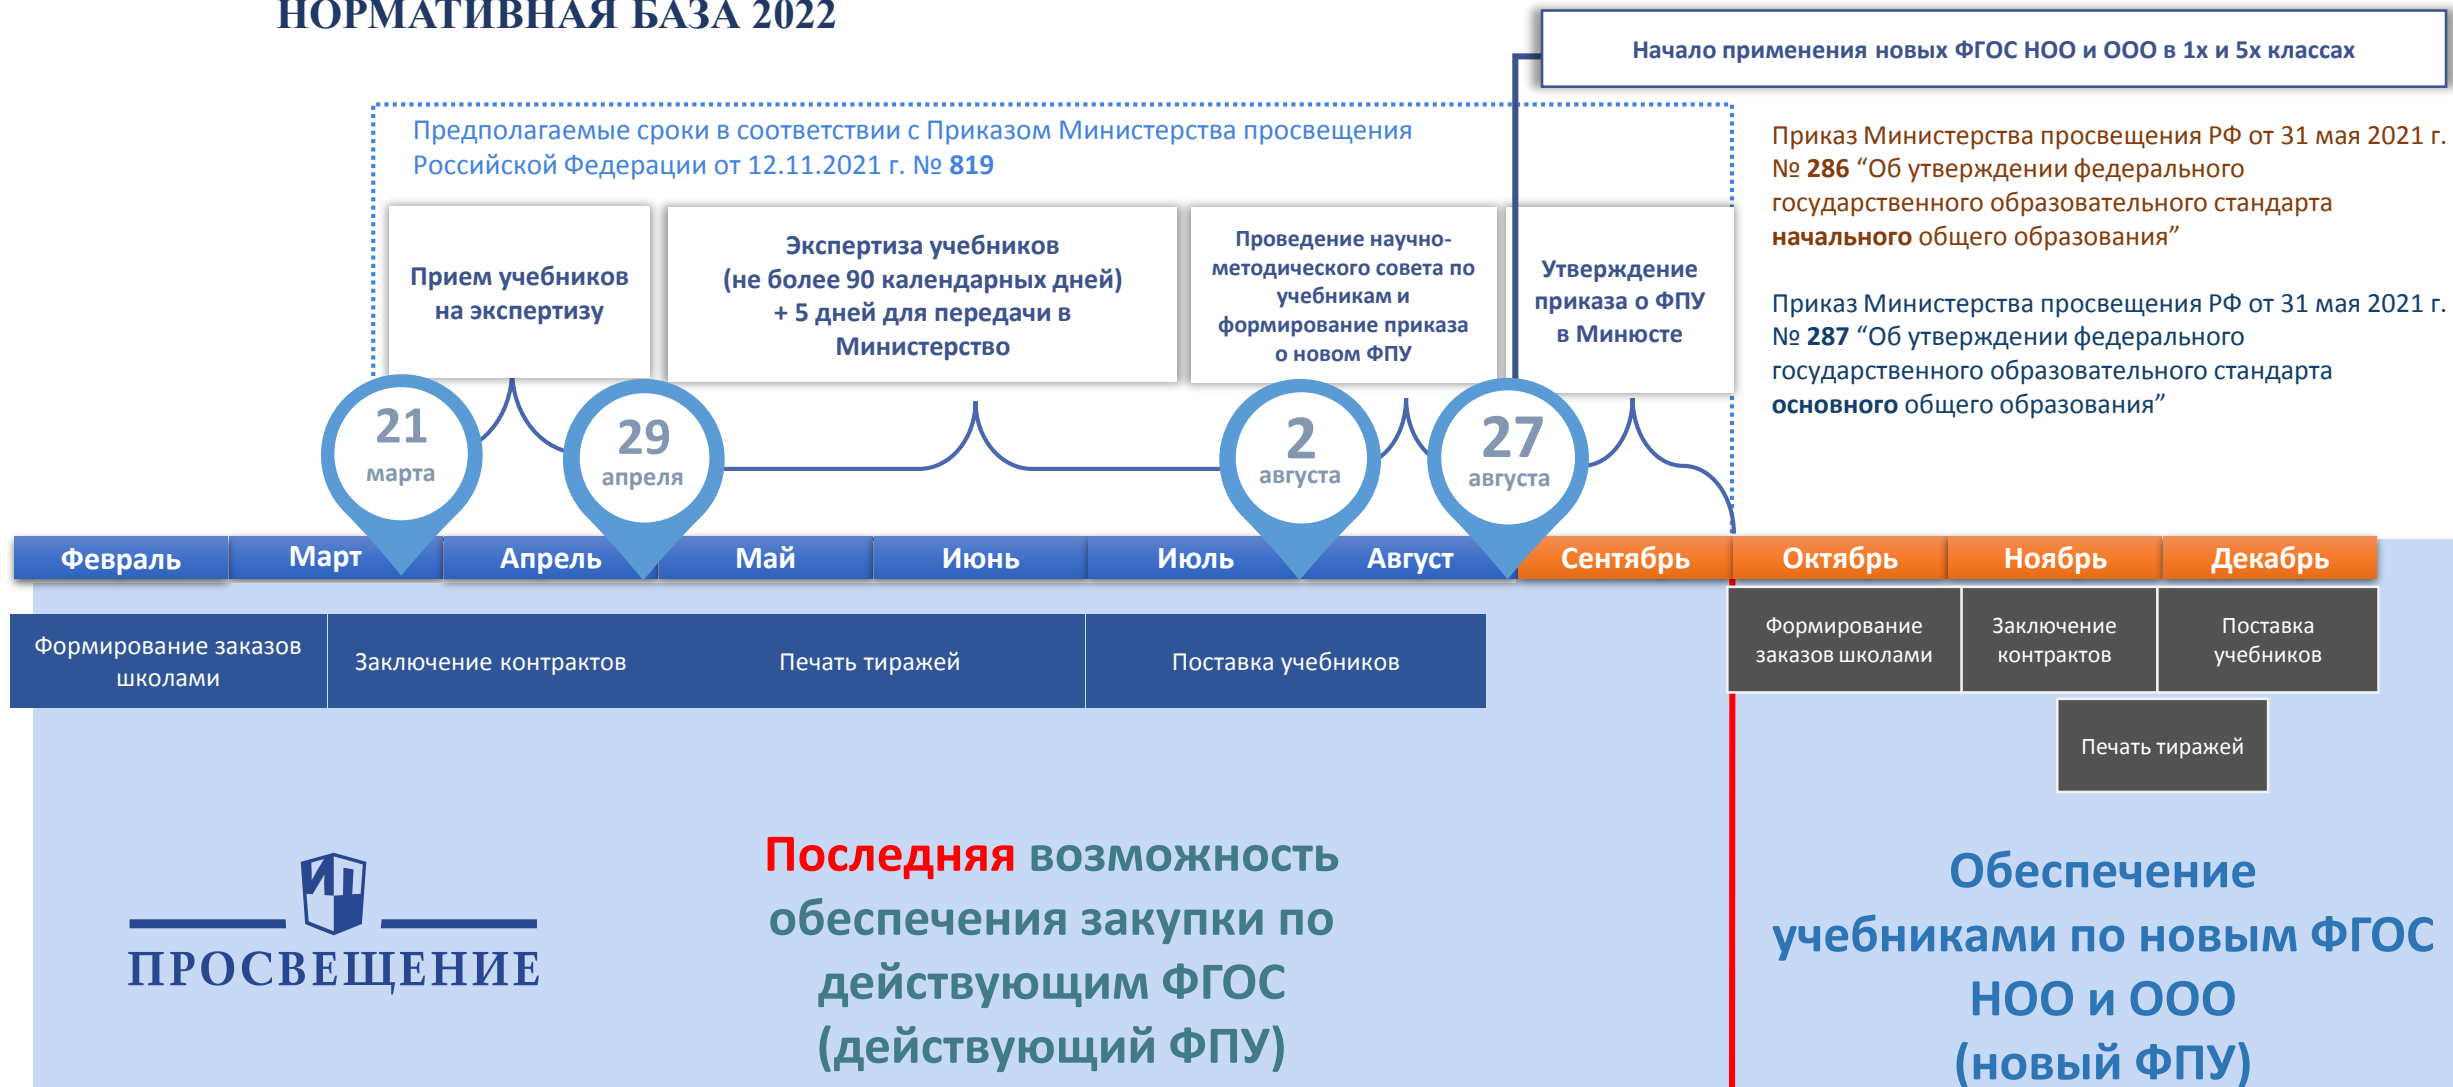 НОРМАТИВНАЯ БАЗА 2022
Начало применения новых ФГОС НОО и ООО в 1х и 5х классах
Предполагаемые сроки в соответствии с Приказом Министерства просвещения
Российской Федерации от 12.11.2021 г. № 819
Приказ Министерства просвещения РФ от 31 мая 2021 г.
№ 286 “Об утверждении федерального
государственного образовательного стандарта
начального общего образования”
Приказ Министерства просвещения РФ от 31 мая 2021 г.
№ 287 “Об утверждении федерального
государственного образовательного стандарта
основного общего образования”
Прием учебников
на экспертизу
Экспертиза учебников
(не более 90 календарных дней)
+ 5 дней для передачи в
Министерство
Проведение научно-
методического совета по
учебникам и
формирование приказа
о новом ФПУ
Утверждение
приказа о ФПУ
в Минюсте
21
марта
29
апреля
2
августа
27
августа
Февраль
Март
Апрель
Май
Июнь
Июль
Август
Сентябрь
Октябрь
Ноябрь
Декабрь
Формирование заказов
школами
Заключение контрактов
Печать тиражей
Поставка учебников
Формирование
заказов школами
Заключение
контрактов
Поставка
учебников
Печать тиражей
ПРОСВЕЩЕНИЕ
Последняя возможность
обеспечения закупки по
действующим ФГОС
(действующий ФПУ)
Обеспечение
учебниками по новым ФГОС
НОО и ООО
(новый ФПУ)